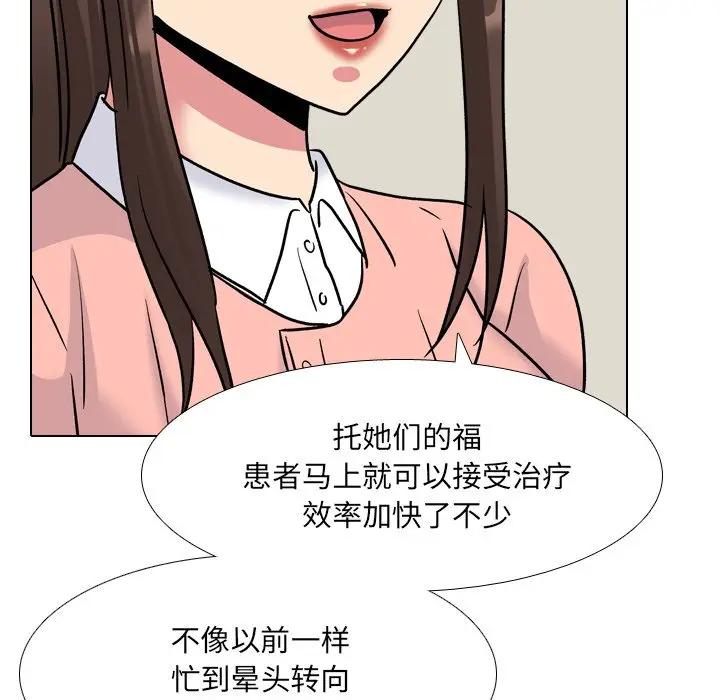 托她们的福
患者马上就可以接受治疗
效率加快了不少
不像以前一样
忙到晕头转向